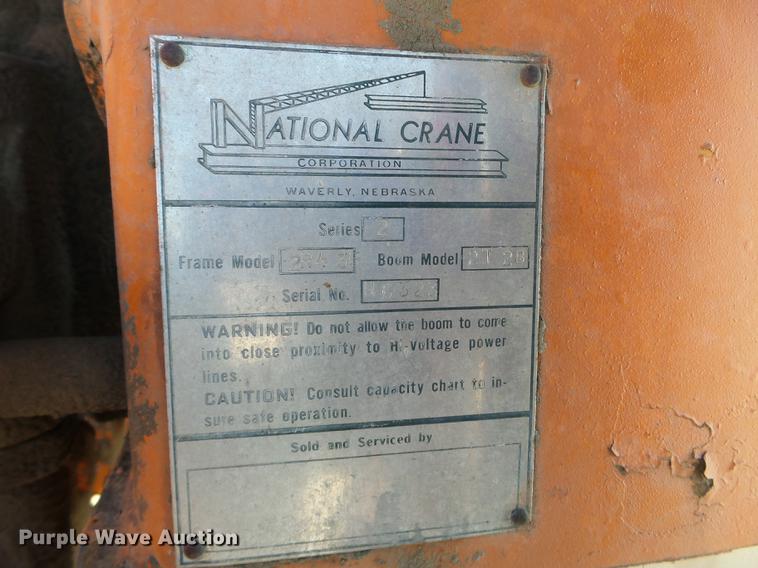 NATIONAL CRANE
CORPORATION
WAVERLY, NEBRASKA
Series 2
Frame Model
Boom Model
Serial No.
WARNING! Do not allow the boom to come
into close proximity to Hi-Voltage power
lines.
CAUTION! Consult capacity chart to in-
sure safe operation.
Sold and Serviced by
Purple Wave Auction